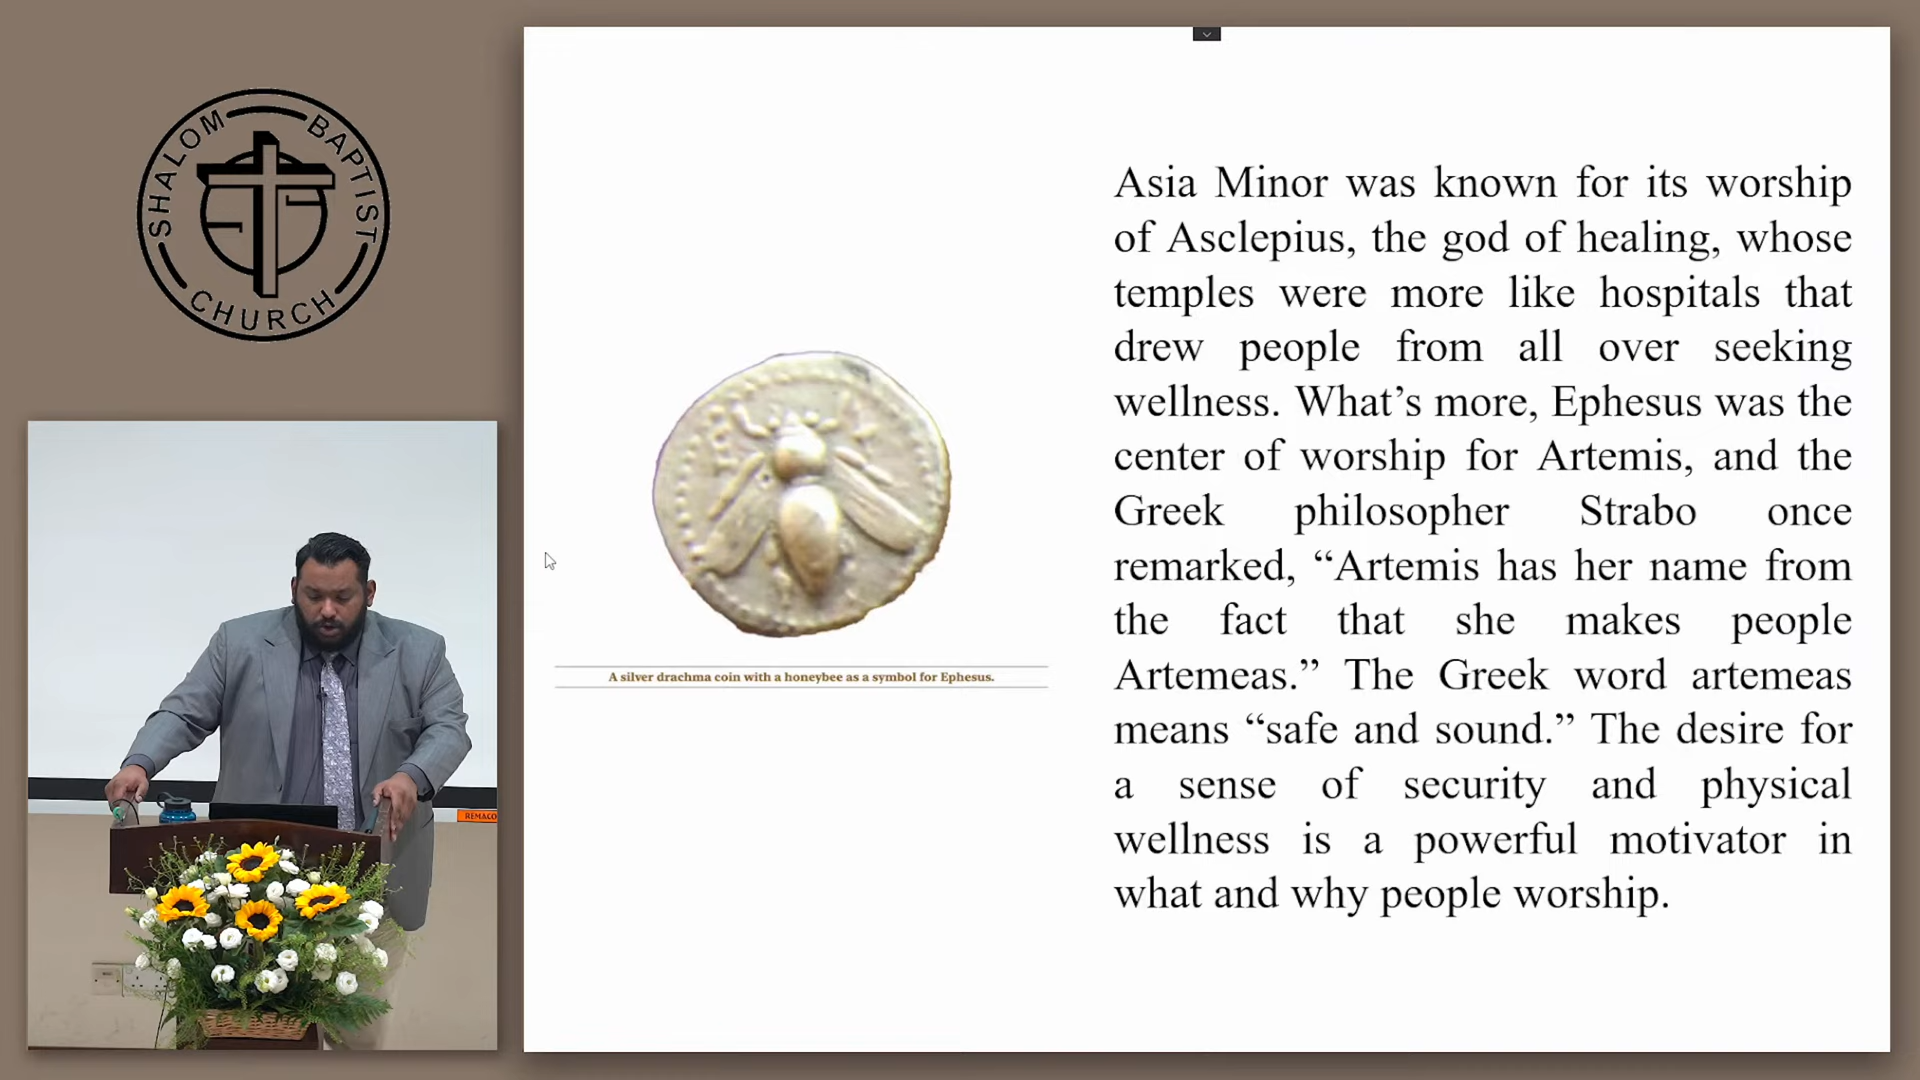 SHALOM BAPTIST
CHURCH
REMACO
A silver drachma coin with a honeybee as a symbol for Ephesus.
Asia Minor was known for its worship
of Asclepius, the god of healing, whose
temples were more like hospitals that
drew people from all over seeking
wellness. What’s more, Ephesus was the
center of worship for Artemis, and the
Greek philosopher Strabo once
remarked, “Artemis has her name from
the fact that she makes people
Artemeas.” The Greek word artemeas
means “safe and sound.” The desire for
a sense of security and physical
wellness is a powerful motivator in
what and why people worship.